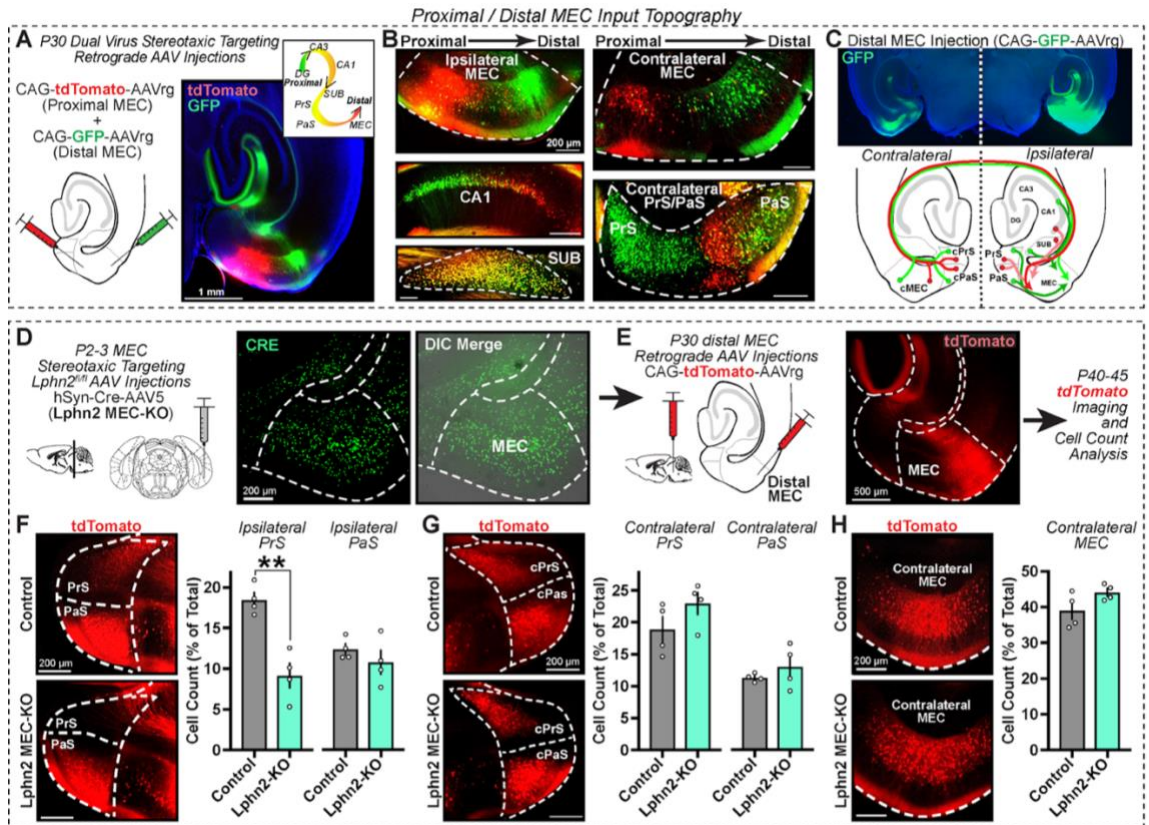 Proximal / Distal MEC Input Topography
A
P30 Dual Virus Stereotaxic Targeting
Retrograde AAV Injections
CAG-tdTomato-AAVrg
(Proximal MEC)
+
CAG-GFP-AAVrg
(Distal MEC)
tdTomato
GFP
1 mm
CA3
CA1
DG
Proximal
SUB
Distal
PrS
PaS
MEC
B
Proximal
Distal
Ipsilateral
MEC
200 µm
CA1
SUB
Proximal
Distal
Contralateral
MEC
Contralateral
PrS/PaS
PaS
PrS
C
Distal MEC Injection (CAG-GFP-AAVrg)
GFP
Contralateral
Ipsilateral
CA3
CA1
DG
SUB
cPrS
PrS
cPaS
PaS
cMEC
MEC
D
P2-3 MEC
Stereotaxic Targeting
Lphn2fl/fl AAV Injections
hSyn-Cre-AAV5
(Lphn2 MEC-KO)
CRE
200 µm
DIC Merge
MEC
E
P30 distal MEC
Retrograde AAV Injections
CAG-tdTomato-AAVrg
Distal
MEC
tdTomato
MEC
500 µm
P40-45
tdTomato
Imaging
and
Cell Count
Analysis
F
tdTomato
Control
PrS
PaS
200 µm
Lphn2 MEC-KO
PrS
PaS
Ipsilateral
PrS
Ipsilateral
PaS
**
Cell Count (% of Total)
20
15
10
5
0
Control
Lphn2-KO
Control
Lphn2-KO
G
tdTomato
Control
cPrS
cPas
200 µm
Lphn2 MEC-KO
cPrS
cPaS
Contralateral
PrS
Contralateral
PaS
Cell Count (% of Total)
25
20
15
10
5
0
Control
Lphn2-KO
Control
Lphn2-KO
H
tdTomato
Control
Contralateral
MEC
200 µm
Lphn2 MEC-KO
Contralateral
MEC
Contralateral
MEC
Cell Count (% of Total)
50
40
30
20
10
0
Control
Lphn2-KO